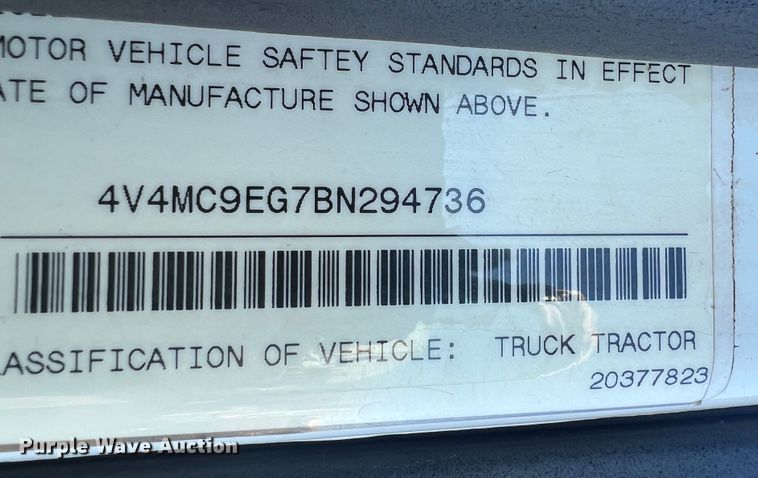 MOTOR VEHICLE SAFTEY STANDARDS IN EFFECT
ATE OF MANUFACTURE SHOWN ABOVE.
4V4MC9EG7BN294736
ASSIFICATION OF VEHICLE: TRUCK TRACTOR
20377823
Purple Wave Auction